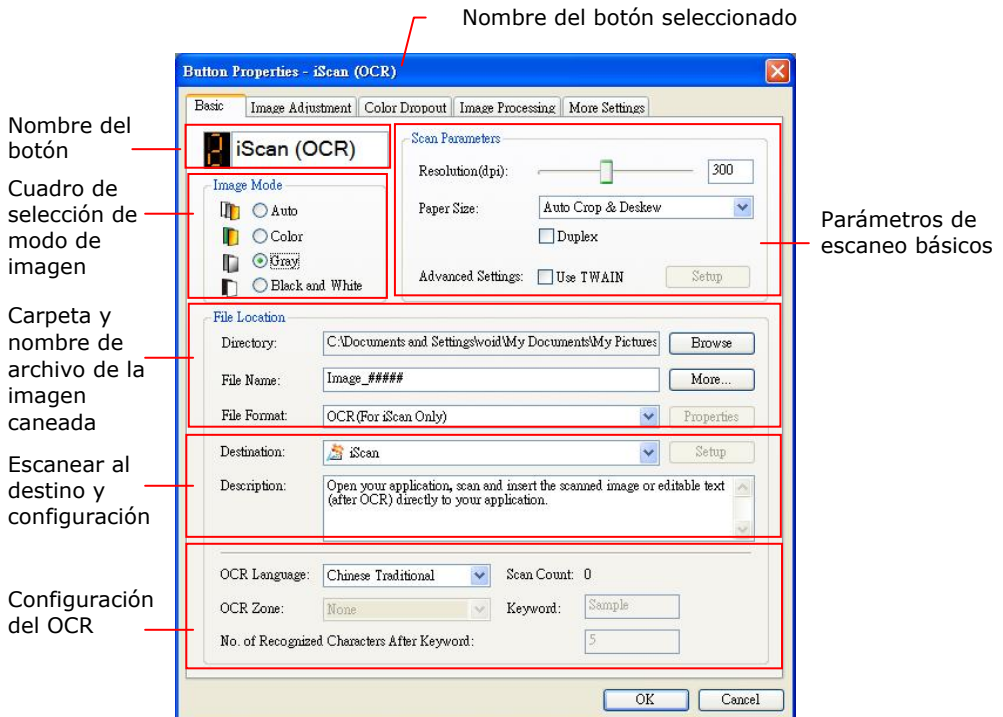 Nombre del botón seleccionado
Button Properties - iScan (OCR)
Basic
Image Adjustment
Color Dropout
Image Processing
More Settings
Nombre del
botón
2 iScan (OCR)
Cuadro de
selección de
modo de
imagen
Image Mode
Auto
Color
Gray
Black and White
Scan Parameters
Resolution(dpi):
300
Paper Size:
Auto Crop & Deskew
Duplex
Advanced Settings:
Use TWAIN
Setup
Parámetros de
escaneo básicos
Carpeta y
nombre de
archivo de la
imagen
caneada
File Location
Directory:
C:\Documents and Settings\void\My Documents\My Pictures
Browse
File Name:
Image_#####
More...
File Format:
OCR(For iScan Only)
Properties
Escanear al
destino y
configuración
Destination:
iScan
Setup
Description:
Open your application, scan and insert the scanned image or editable text
(after OCR) directly to your application.
Configuración
del OCR
OCR Language:
Chinese Traditional
Scan Count: 0
OCR Zone:
None
Keyword:
Sample
No. of Recognized Characters After Keyword:
5
OK
Cancel